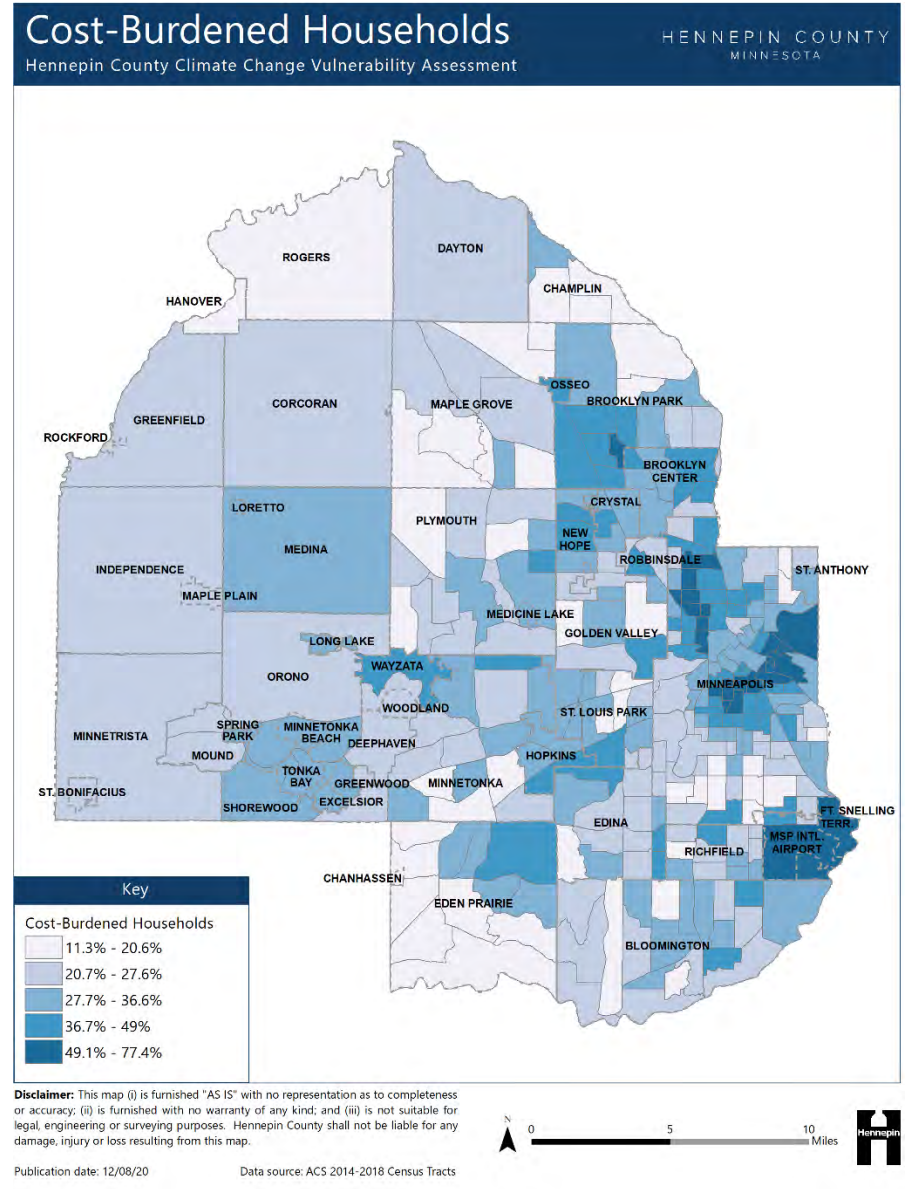 Cost-Burdened Households
Hennepin County Climate Change Vulnerability Assessment
HENNEPIN COUNTY
MINNESOTA
ROGERS
DAYTON
HANOVER
CHAMPLIN
OSSEO
BROOKLYN PARK
CORCORAN
MAPLE GROVE
GREENFIELD
ROCKFORD
BROOKLYN
CENTER
CRYSTAL
LORETTO
PLYMOUTH
NEW
HOPE
MEDINA
ROBBINSDALE
INDEPENDENCE
ST. ANTHONY
MAPLE PLAIN
MEDICINE LAKE
GOLDEN VALLEY
LONG LAKE
WAYZATA
ORONO
MINNEAPOLIS
WOODLAND
ST. LOUIS PARK
SPRING
PARK
MINNETONKA
BEACH
MINNETRISTA
DEEPHAVEN
MOUND
HOPKINS
TONKA
BAY
GREENWOOD
MINNETONKA
ST. BONIFACIUS
EXCELSIOR
SHOREWOOD
FT. SNELLING
TERR.
EDINA
MSP INTL.
AIRPORT
RICHFIELD
CHANHASSEN
EDEN PRAIRIE
BLOOMINGTON
Key
Cost-Burdened Households
11.3% - 20.6%
20.7% - 27.6%
27.7% - 36.6%
36.7% - 49%
49.1% - 77.4%
Disclaimer: This map (i) is furnished "AS IS" with no representation as to completeness
or accuracy; (ii) is furnished with no warranty of any kind; and (iii) is not suitable for
legal, engineering or surveying purposes. Hennepin County shall not be liable for any
damage, injury or loss resulting from this map.
Publication date: 12/08/20
Data source: ACS 2014-2018 Census Tracts
N
0 5 10
Miles
Hennepin